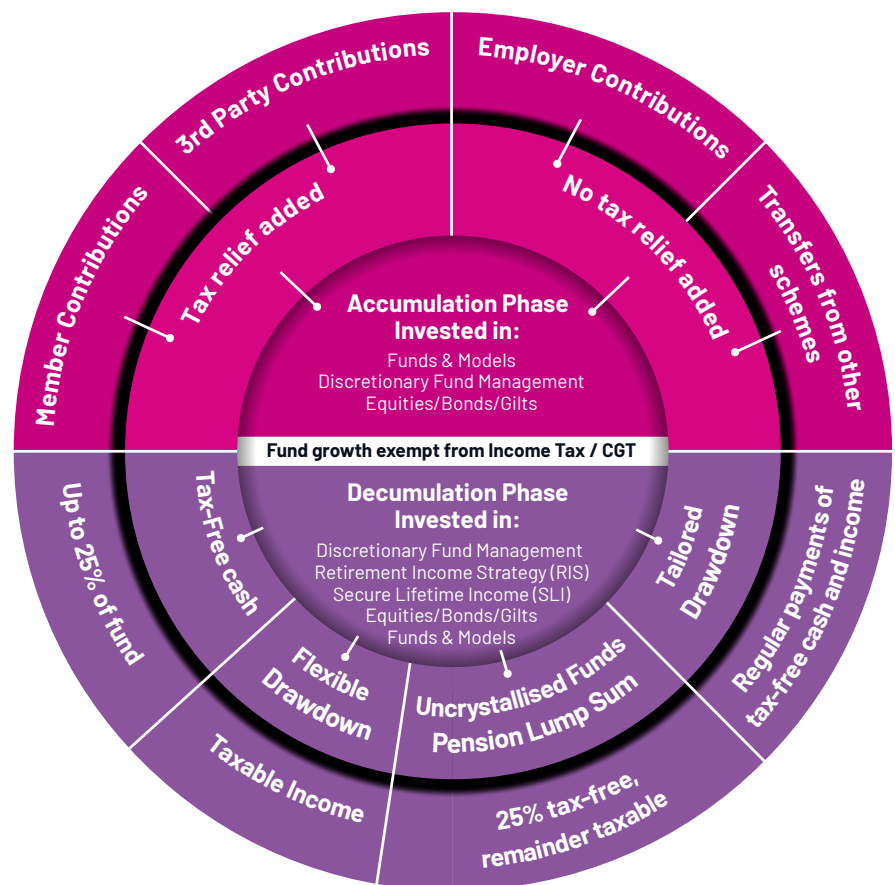 3rd Party Contributions
Employer Contributions
Member Contributions
Transfers from other
schemes
Tax relief added
No tax relief added
Accumulation Phase
Invested in:
Funds & Models
Discretionary Fund Management
Equities/Bonds/Gilts
Fund growth exempt from Income Tax / CGT
Decumulation Phase
Invested in:
Discretionary Fund Management
Retirement Income Strategy (RIS)
Secure Lifetime Income (SLI)
Equities/Bonds/Gilts
Funds & Models
Tax-Free cash
Up to 25% of fund
Flexible
Drawdown
Taxable Income
Uncrystallised Funds
Pension Lump Sum
25% tax-free,
remainder taxable
Tailored
Drawdown
Regular payments of
tax-free cash and income